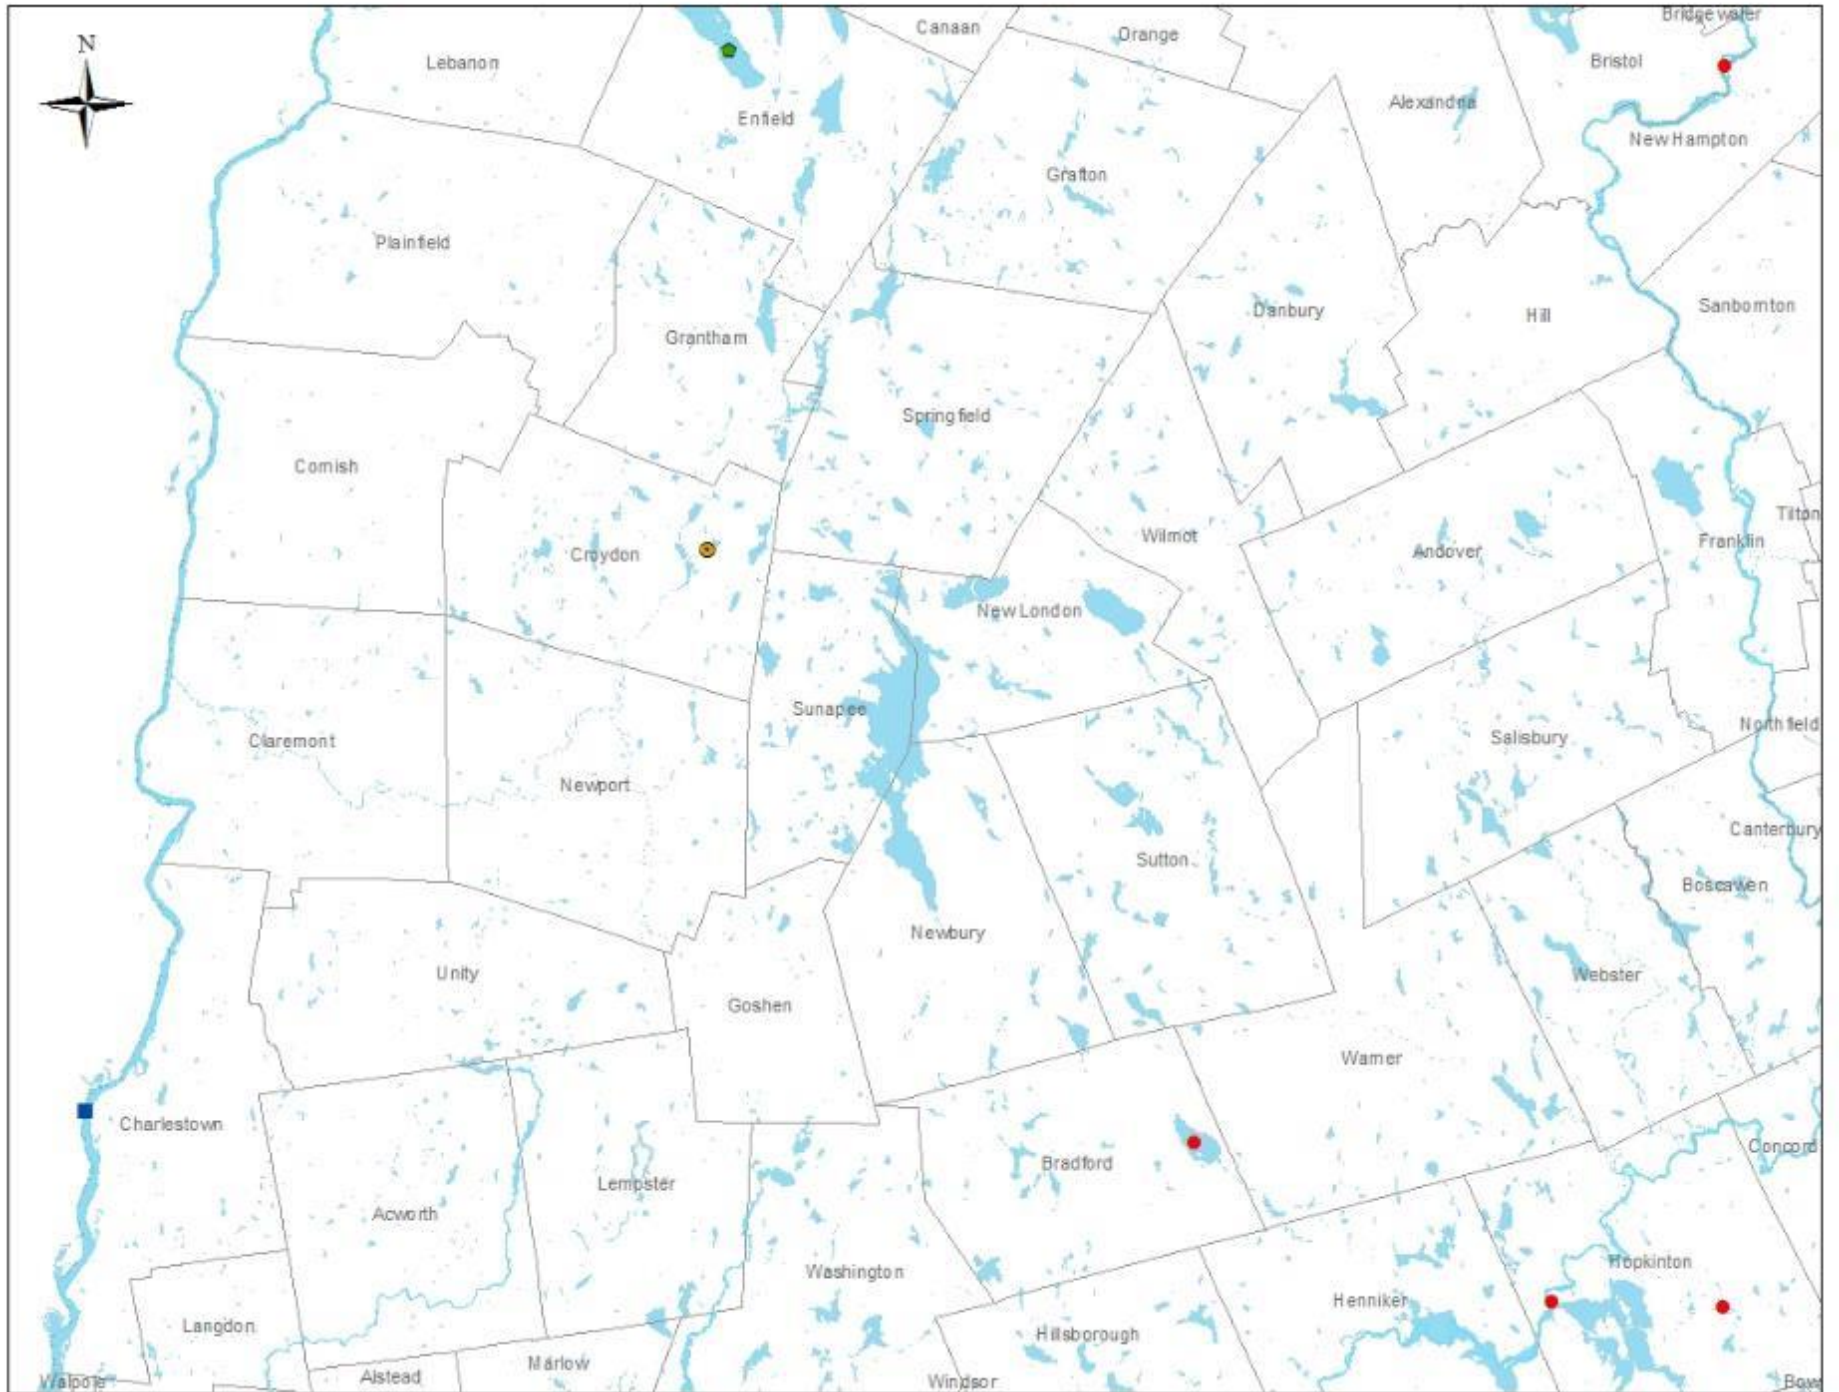 Bridgewater
Canaan
Orange
N
Lebanon
Bristol
Alexandria
Enfield
New Hampton
Grafton
Plainfield
Sanbornton
Danbury
Hill
Grantham
Springfield
Cornish
Tilton
Wilmot
Franklin
Andover
Croydon
New London
Sunapee
Northfield
Salisbury
Claremont
Newport
Canterbury
Sutton
Boscawen
Newbury
Unity
Webster
Goshen
Warner
Charlestown
Concord
Bradford
Lempster
Acworth
Hopkinton
Washington
Henniker
Langdon
Hillsborough
Marlow
Alstead
Walpole
Windsor
Bow